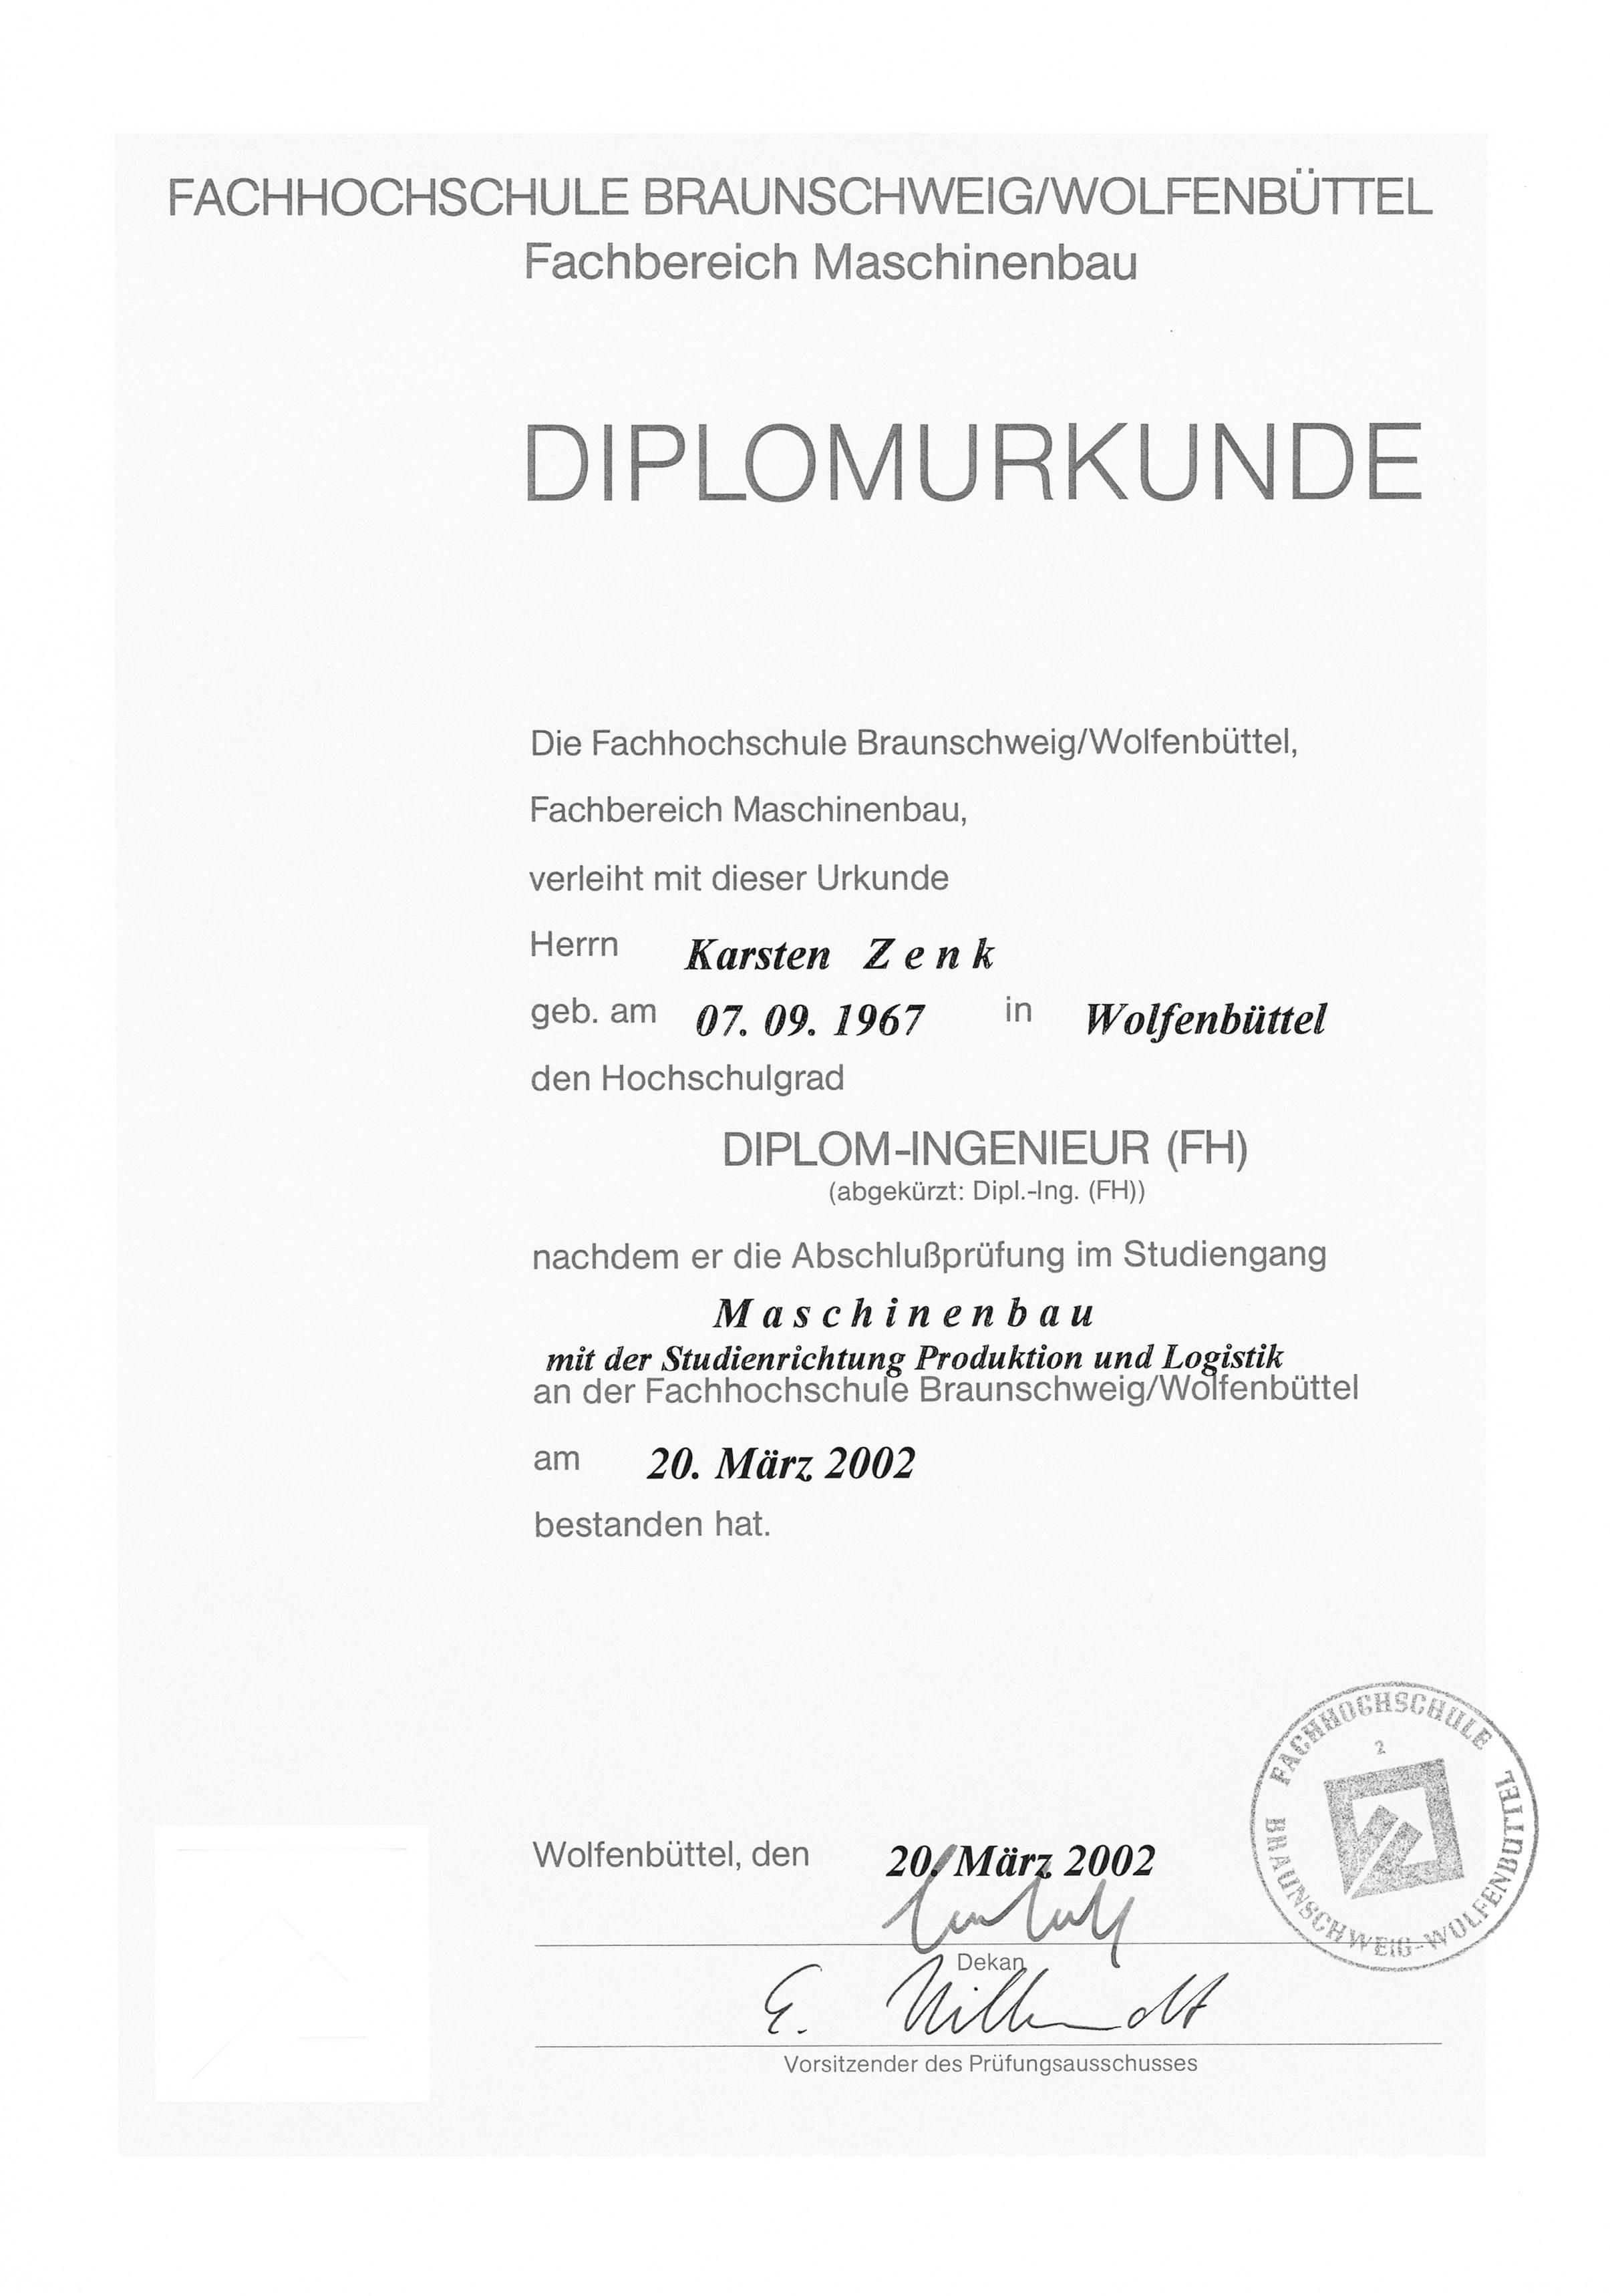 FACHHOCHSCHULE BRAUNSCHWEIG/WOLFENBÜTTEL
Fachbereich Maschinenbau
DIPLOMURKUNDE
Die Fachhochschule Braunschweig/Wolfenbüttel,
Fachbereich Maschinenbau,
verleiht mit dieser Urkunde
Herrn Karsten Zenk
geb. am 07. 09. 1967 in Wolfenbüttel
den Hochschulgrad
DIPLOM-INGENIEUR (FH)
(abgekürzt: Dipl.-Ing. (FH))
nachdem er die Abschlußprüfung im Studiengang
Maschinenbau
mit der Studienrichtung Produktion und Logistik
an der Fachhochschule Braunschweig/Wolfenbüttel
am 20. März 2002
bestanden hat.
FACHHOCHSCHULE
2
BRAUNSCHWEIG-WOLFENBÜTTEL
Wolfenbüttel, den 20. März 2002
Dekan
E.
Vorsitzender des Prüfungsausschusses